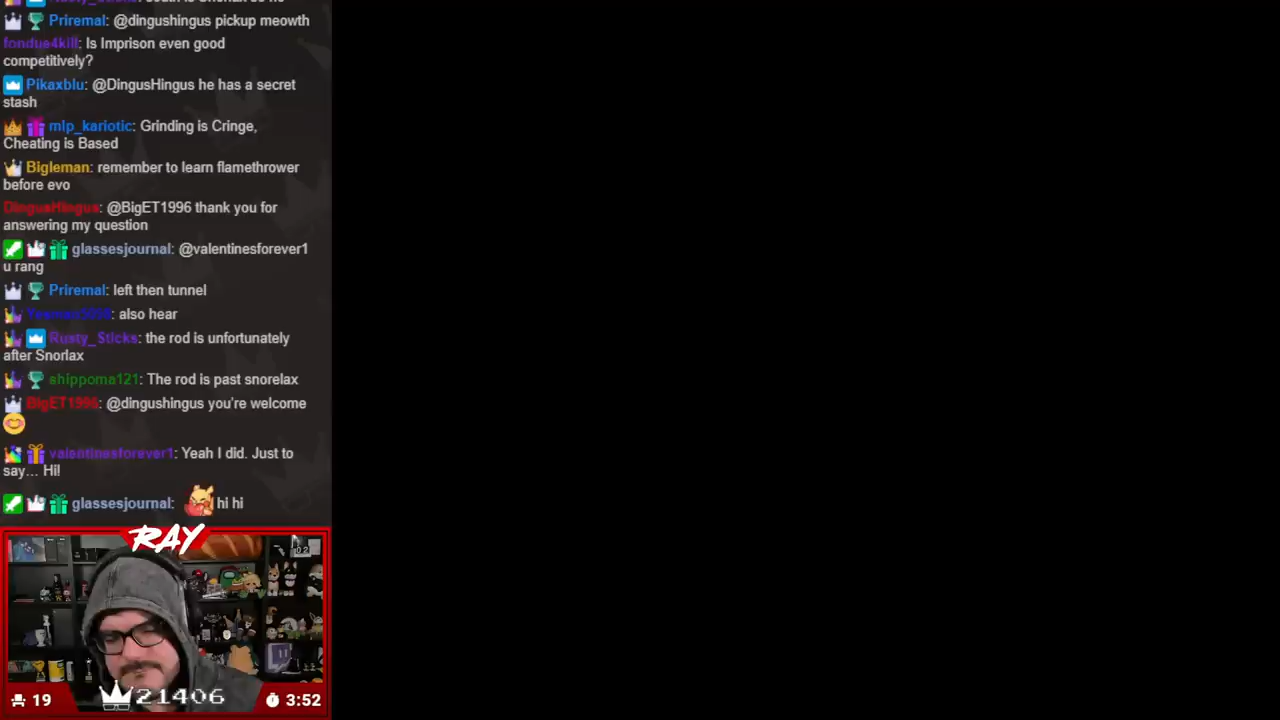 Priremal: @dingushingus pickup meowth
fondue4kill: Is Imprison even good
competitively?
Pikaxblu: @DingusHingus he has a secret
stash
mlp_kariotic: Grinding is Cringe,
Cheating is Based
Bigleman: remember to learn flamethrower
before evo
DingusHingus: @BigET1996 thank you for
answering my question
glassesjournal: @valentinesforever1
u rang
Priremal: left then tunnel
also hear
Rusty_Sticks: the rod is unfortunately
after Snorlax
shippoma121: The rod is past snorelax
BigET1996: @dingushingus you're welcome
valentinesforever1: Yeah I did. Just to
say... Hi!
glassesjournal: hi hi
RAY
19
21406
3:52